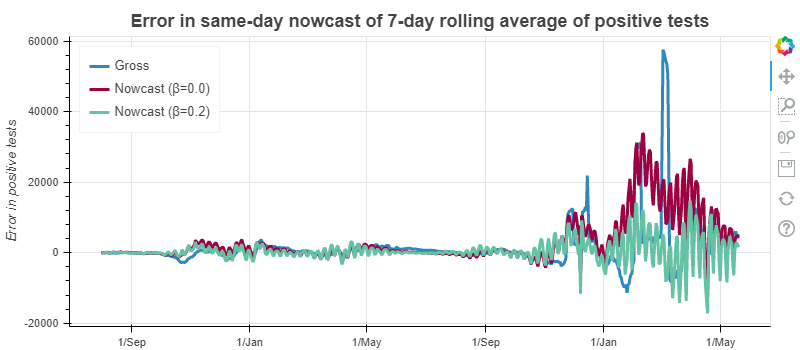 Error in same-day nowcast of 7-day rolling average of positive tests
60000
40000
20000
0
-20000
Error in positive tests
Gross
Nowcast (β=0.0)
Nowcast (β=0.2)
1/Sep
1/Jan
1/May
1/Sep
1/Jan
1/May